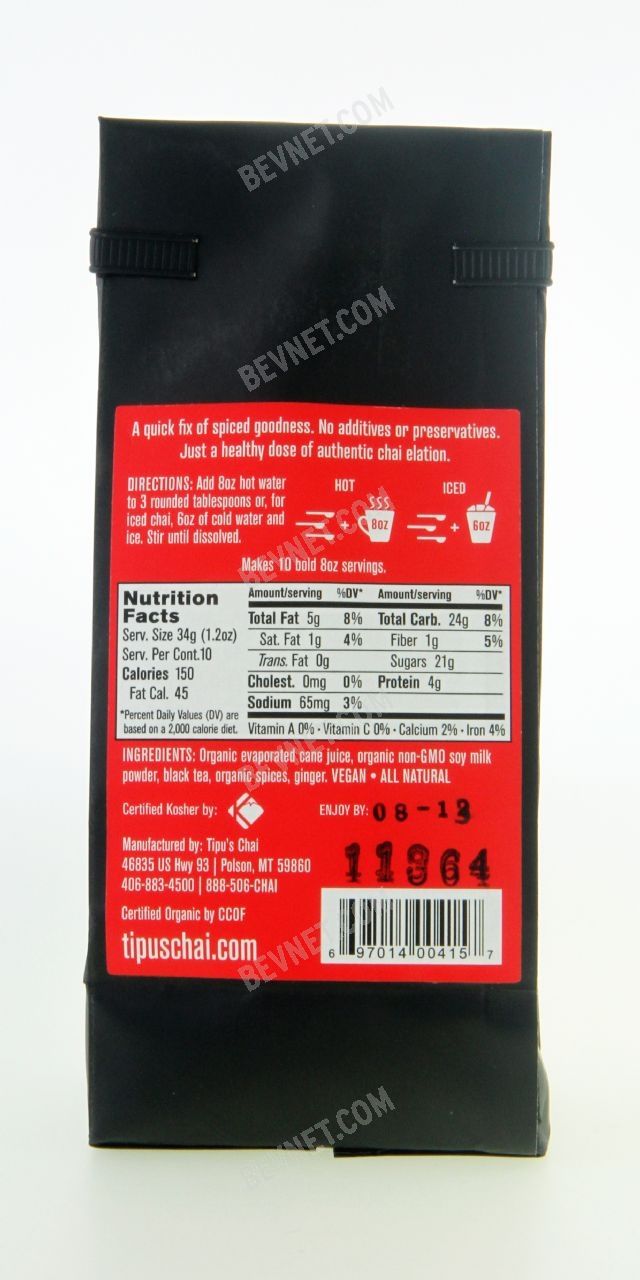 BEVNET.COM
BEVNET.COM
A quick fix of spiced goodness. No additives or preservatives.
Just a healthy dose of authentic chai elation.
DIRECTIONS: Add 8oz hot water
to 3 rounded tablespoons or, for
iced chai, 6oz of cold water and
ice. Stir until dissolved.
HOT
+ 8oz
ICED
+ 6oz
BEVNET.COM
Makes 10 bold 8oz servings.
Nutrition
Facts
Serv. Size 34g (1.2oz)
Serv. Per Cont.10
Calories 150
Fat Cal. 45
*Percent Daily Values (DV) are
based on a 2,000 calorie diet.
Amount/serving %DV* Amount/serving %DV*
Total Fat 5g 8% Total Carb. 24g 8%
Sat. Fat 1g 4% Fiber 1g 5%
Trans. Fat 0g Sugars 21g
Cholest. 0mg 0% Protein 4g
Sodium 65mg 3%
Vitamin A 0% · Vitamin C 0% · Calcium 2% · Iron 4%
BEVNET.COM
INGREDIENTS: Organic evaporated cane juice, organic non-GMO soy milk
powder, black tea, organic spices, ginger. VEGAN • ALL NATURAL
Certified Kosher by:
ENJOY BY: 08-13
Manufactured by: Tipu's Chai
46835 US Hwy 93 | Polson, MT 59860
406-883-4500 | 888-506-CHAI
Certified Organic by CCOF
tipuschai.com
6 97014 00415 7
BEVNET.COM
BEVNET.COM